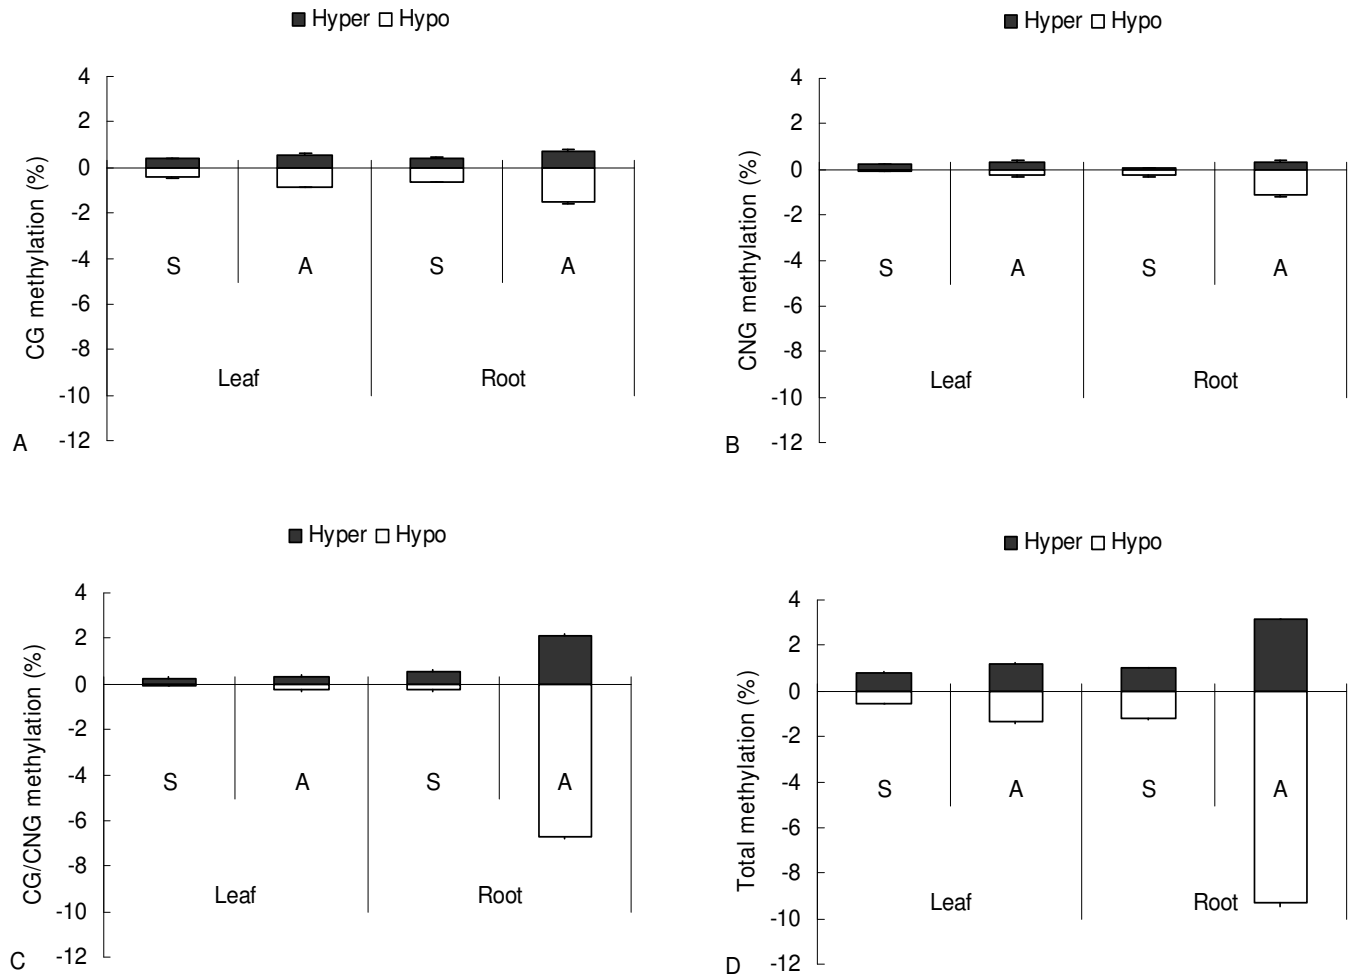 Hyper Hypo
4
2
0
-2
-4
-6
-8
-10
-12
CG methylation (%)
S A S A
Leaf Root
A
Hyper Hypo
4
2
0
-2
-4
-6
-8
-10
-12
CNG methylation (%)
S A S A
Leaf Root
B
Hyper Hypo
4
2
0
-2
-4
-6
-8
-10
-12
CG/CNG methylation (%)
S A S A
Leaf Root
C
Hyper Hypo
4
2
0
-2
-4
-6
-8
-10
-12
Total methylation (%)
S A S A
Leaf Root
D